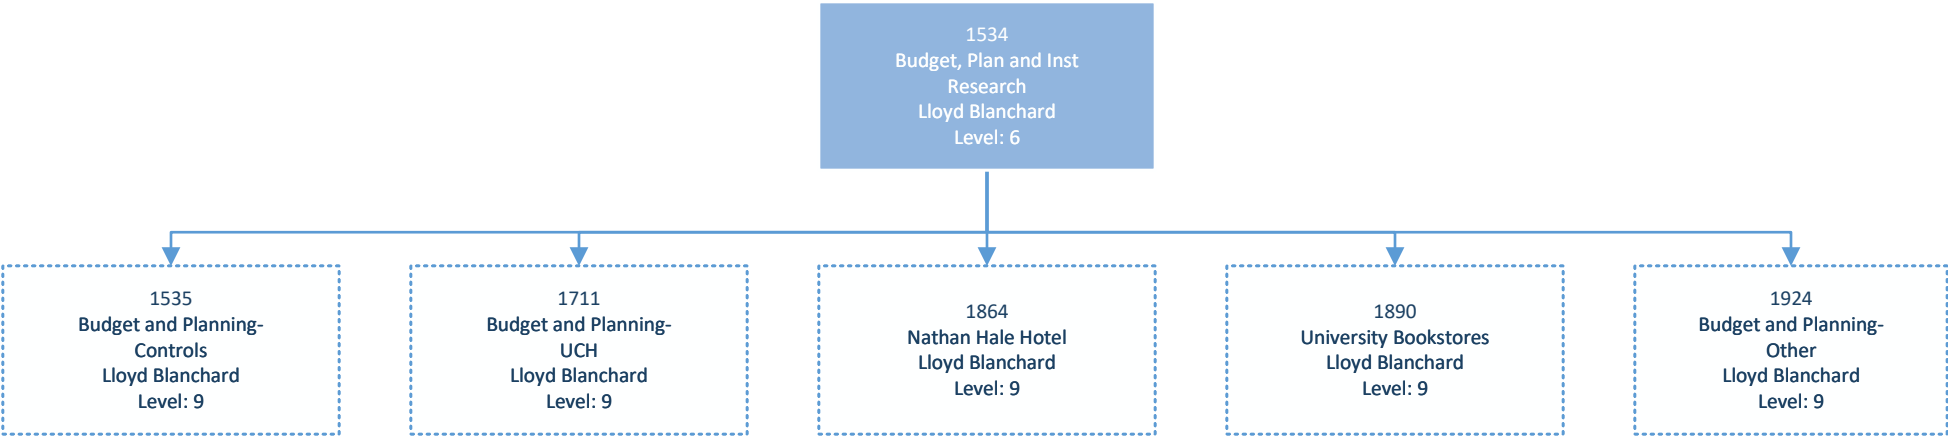 1534
Budget, Plan and Inst
Research
Lloyd Blanchard
Level: 6
1535
Budget and Planning-
Controls
Lloyd Blanchard
Level: 9
1711
Budget and Planning-
UCH
Lloyd Blanchard
Level: 9
1864
Nathan Hale Hotel
Lloyd Blanchard
Level: 9
1890
University Bookstores
Lloyd Blanchard
Level: 9
1924
Budget and Planning-
Other
Lloyd Blanchard
Level: 9